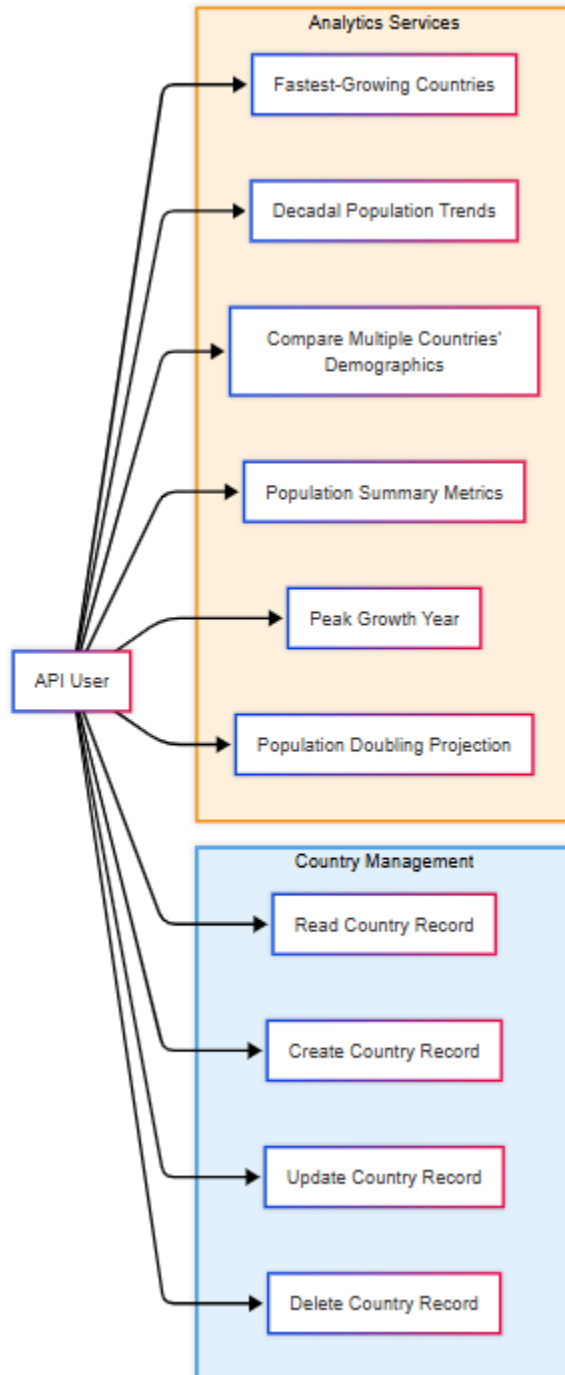 Analytics Services
Fastest-Growing Countries
Decadal Population Trends
Compare Multiple Countries'
Demographics
Population Summary Metrics
Peak Growth Year
API User
Population Doubling Projection
Country Management
Read Country Record
Create Country Record
Update Country Record
Delete Country Record